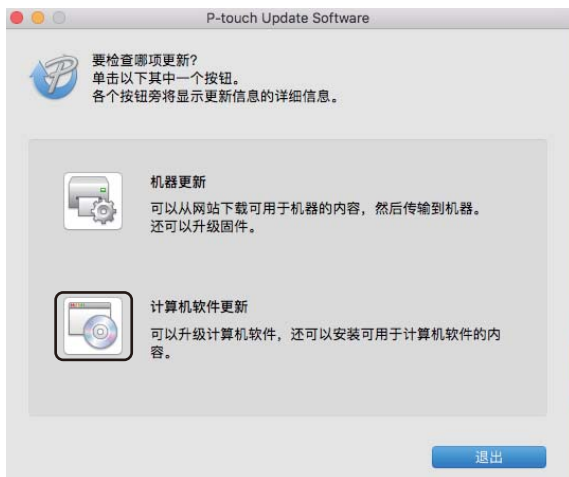 P-touch Update Software
要检查哪项更新?
单击以下其中一个按钮。
各个按钮旁将显示更新信息的详细信息。
机器更新
可以从网站下载可用于机器的内容，然后传输到机器。
还可以升级固件。
计算机软件更新
可以升级计算机软件，还可以安装可用于计算机软件的内
容。
退出